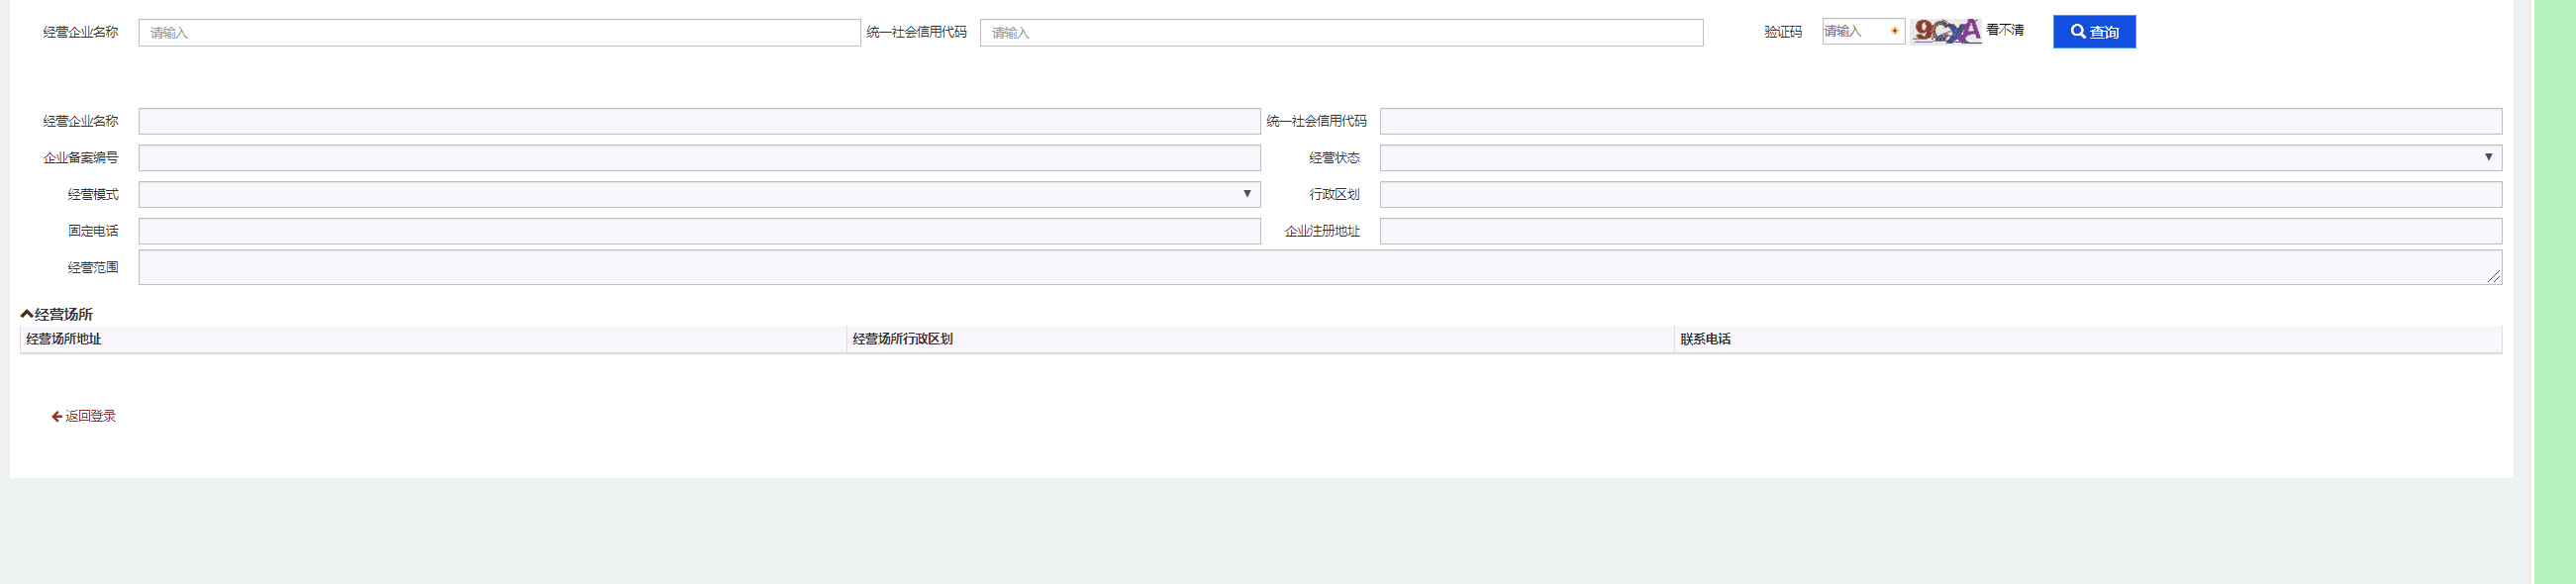 经营企业名称 请输入 统一社会信用代码 请输入 验证码 请输入 9CxA 看不清 查询
经营企业名称 统一社会信用代码
企业备案编号 经营状态
经营模式 行政区划
固定电话 企业注册地址
经营范围
经营场所
经营场所地址 经营场所行政区划 联系电话
返回登录